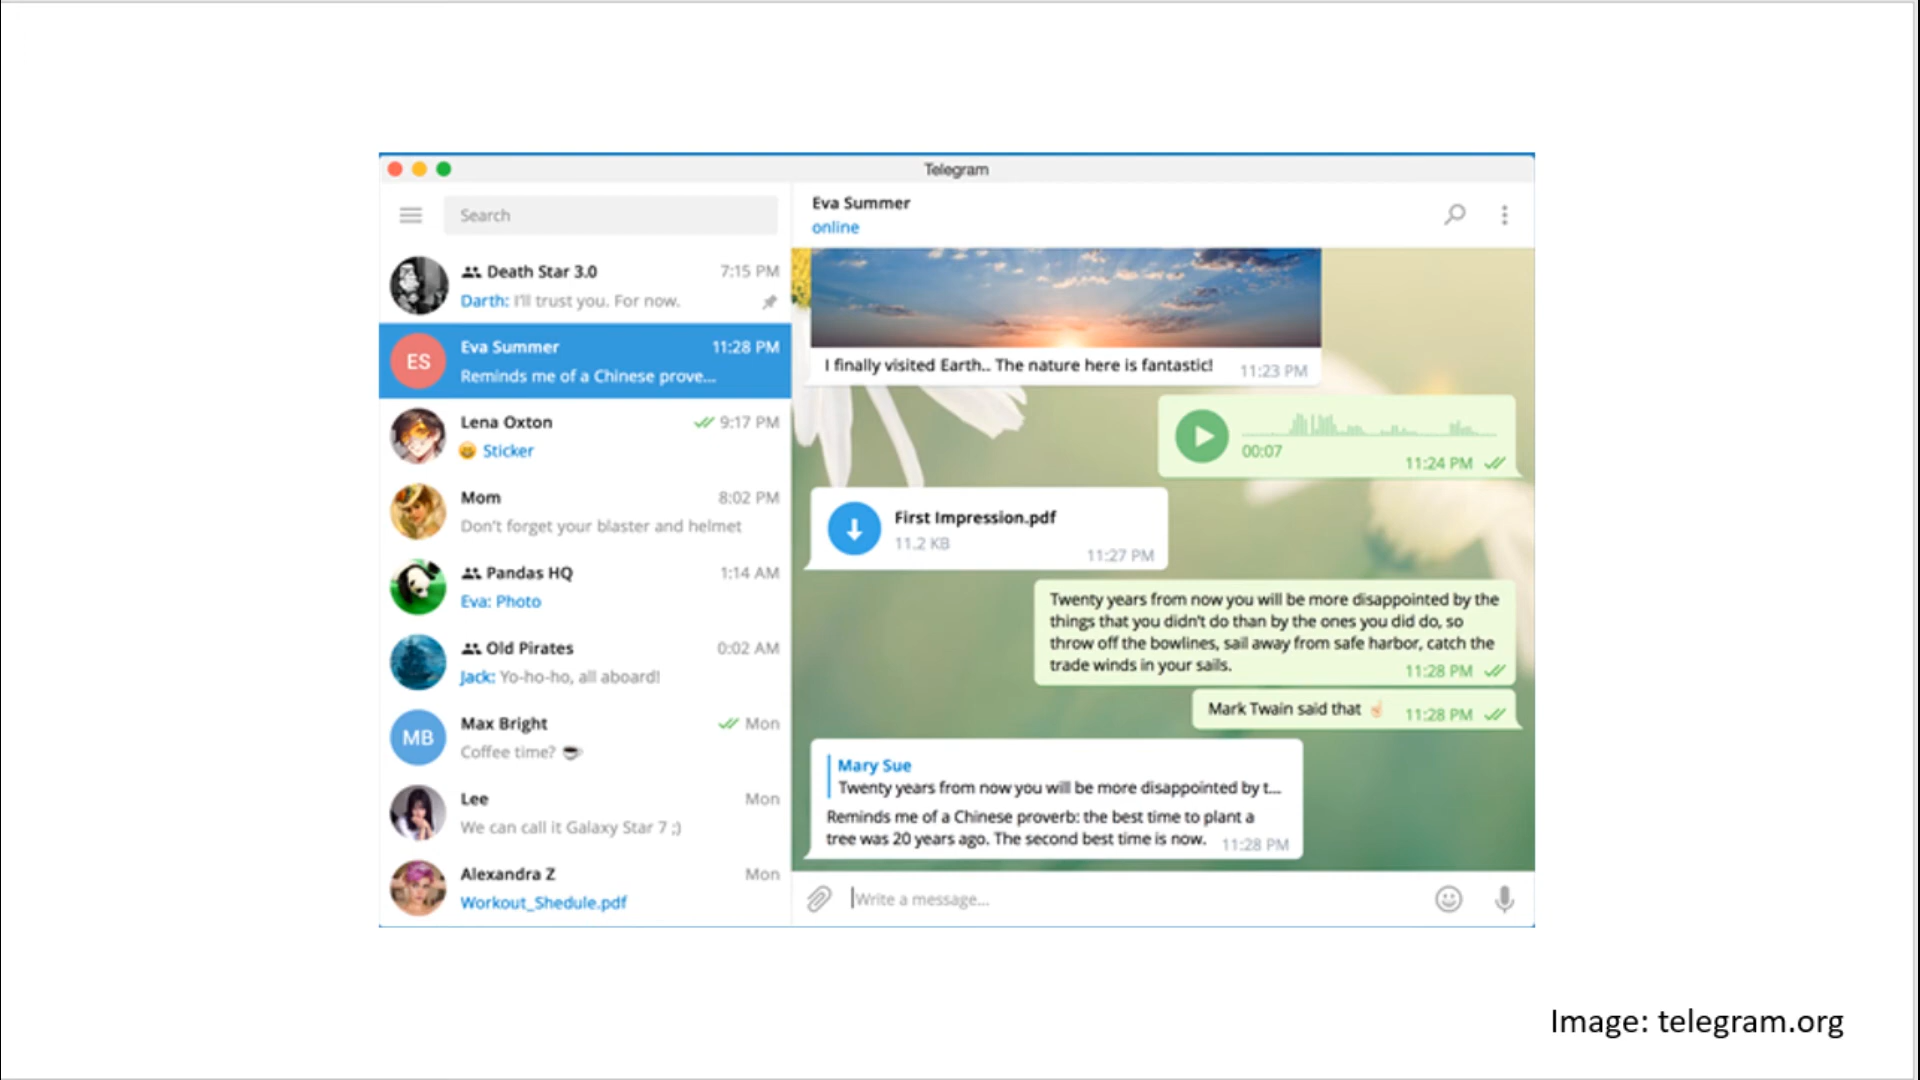 Telegram
Search
Death Star 3.0 7:15 PM
Darth: I'll trust you. For now.
ES
Eva Summer 11:28 PM
Reminds me of a Chinese prove...
Lena Oxton 9:17 PM
Sticker
Mom 8:02 PM
Don't forget your blaster and helmet
Pandas HQ 1:14 AM
Eva: Photo
Old Pirates 0:02 AM
Jack: Yo-ho-ho, all aboard!
MB
Max Bright Mon
Coffee time? ☕
Lee Mon
We can call it Galaxy Star 7 ;)
Alexandra Z Mon
Workout_Shedule.pdf
Eva Summer
online
I finally visited Earth.. The nature here is fantastic! 11:23 PM
00:07
11:24 PM
First Impression.pdf
11.2 KB
11:27 PM
Twenty years from now you will be more disappointed by the
things that you didn't do than by the ones you did do, so
throw off the bowlines, sail away from safe harbor, catch the
trade winds in your sails. 11:28 PM
Mark Twain said that ☝ 11:28 PM
Mary Sue
Twenty years from now you will be more disappointed by t...
Reminds me of a Chinese proverb: the best time to plant a
tree was 20 years ago. The second best time is now. 11:28 PM
Write a message...
Image: telegram.org